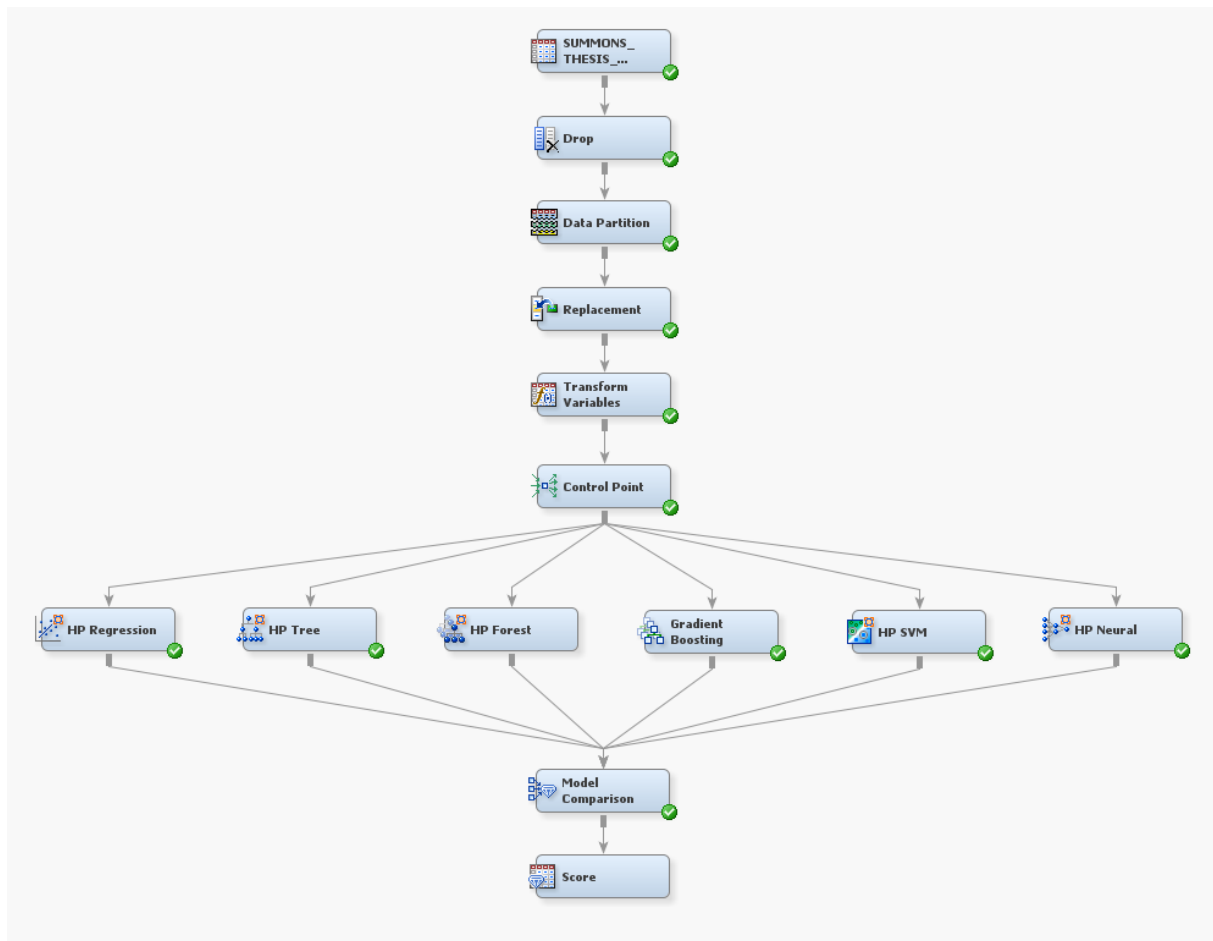 SUMMONS_
THESIS_...
Drop
Data Partition
Replacement
Transform
Variables
Control Point
HP Regression
HP Tree
HP Forest
Gradient
Boosting
HP SVM
HP Neural
Model
Comparison
Score